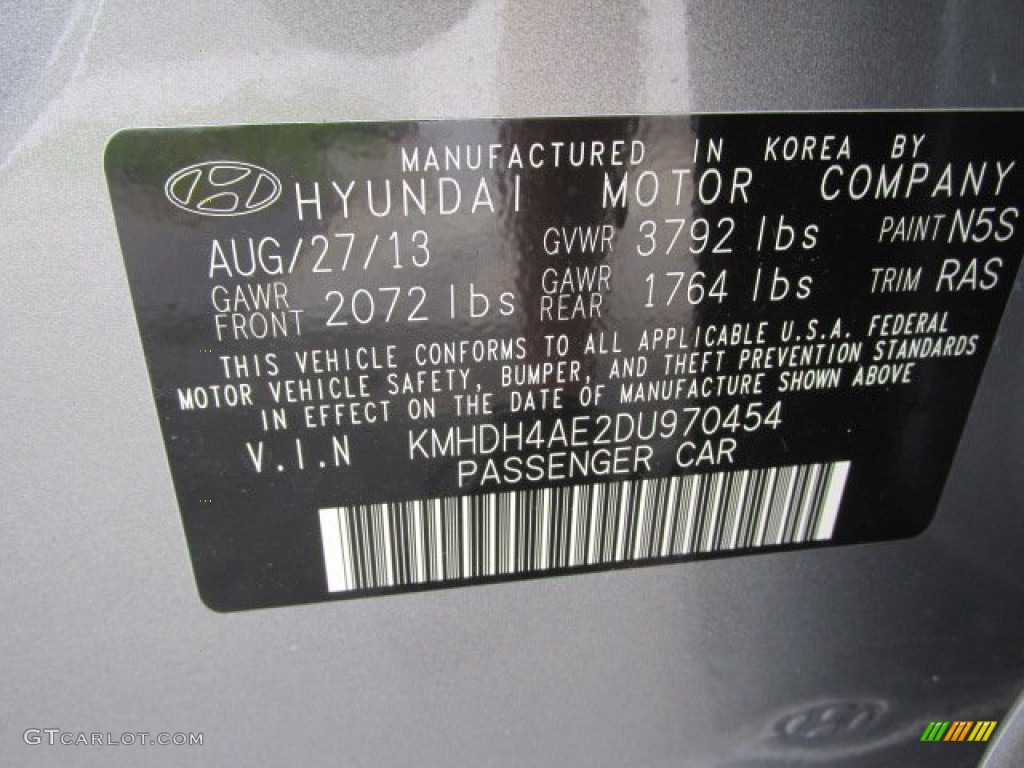 MANUFACTURED IN KOREA BY
HYUNDAI MOTOR COMPANY
AUG/27/13 GVWR 3792 lbs PAINT N5S
GAWR FRONT 2072 lbs GAWR REAR 1764 lbs TRIM RAS
THIS VEHICLE CONFORMS TO ALL APPLICABLE U.S.A. FEDERAL
MOTOR VEHICLE SAFETY, BUMPER, AND THEFT PREVENTION STANDARDS
IN EFFECT ON THE DATE OF MANUFACTURE SHOWN ABOVE
V.I.N KMHDH4AE2DU970454
PASSENGER CAR
GTCARLOT.COM